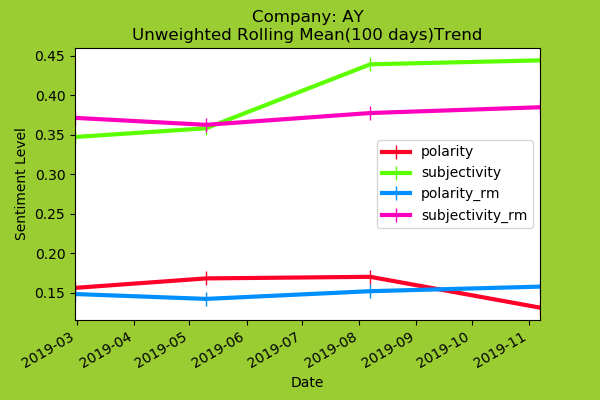 Company: AY
Unweighted Rolling Mean(100 days)Trend
Sentiment Level
0.45
0.40
0.35
0.30
0.25
0.20
0.15
polarity
subjectivity
polarity_rm
subjectivity_rm
2019-03
2019-04
2019-05
2019-06
2019-07
2019-08
2019-09
2019-10
2019-11
Date